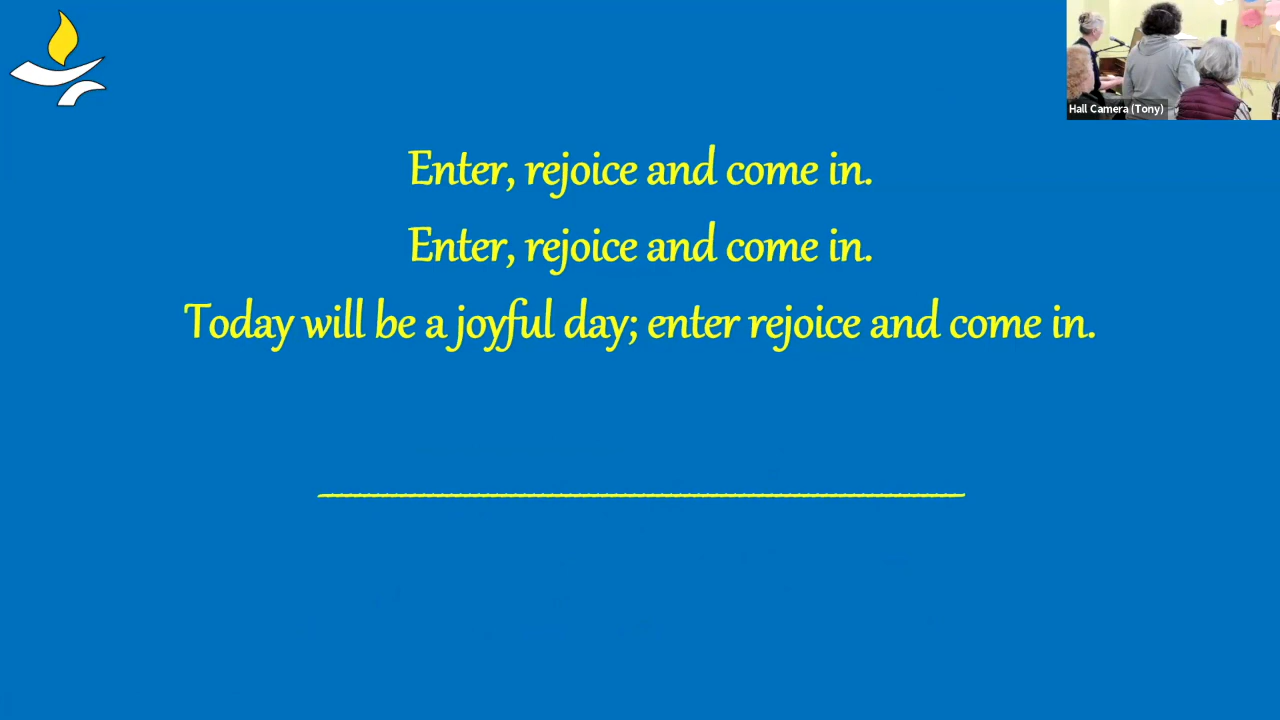 Hall Camera (Tony)
Enter, rejoice and come in.
Enter, rejoice and come in.
Today will be a joyful day; enter rejoice and come in.